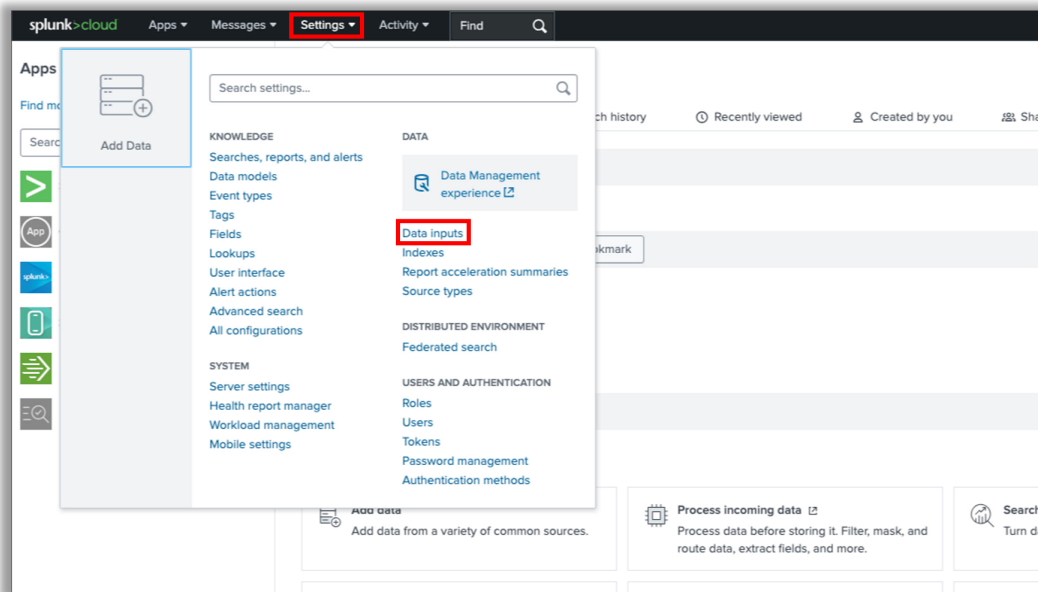 splunk>cloud Apps Messages Settings Activity Find
Apps
Find
Add Data
Search settings...
KNOWLEDGE
Searches, reports, and alerts
Data models
Event types
Tags
Fields
Lookups
User interface
Alert actions
Advanced search
All configurations
SYSTEM
Server settings
Health report manager
Workload management
Mobile settings
DATA
Data Management
experience
Data inputs
Indexes
Report acceleration summaries
Source types
DISTRIBUTED ENVIRONMENT
Federated search
USERS AND AUTHENTICATION
Roles
Users
Tokens
Password management
Authentication methods
history Recently viewed Created by you
App
splunk>
Add data
Add data from a variety of common sources.
Process incoming data
Process data before storing it. Filter, mask, and
route data, extract fields, and more.
Search
Turn